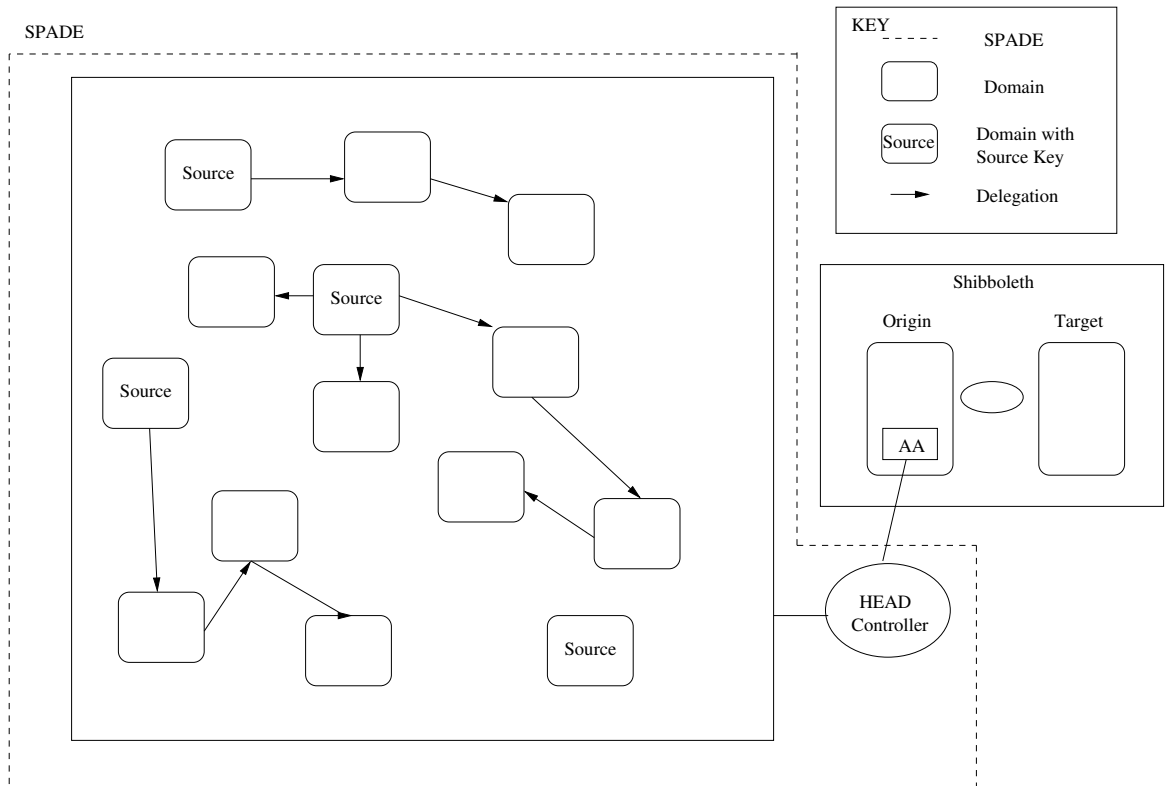 SPADE
KEY
SPADE
Domain
Source
Domain with
Source Key
Delegation
Source
Source
Source
Source
Shibboleth
Origin
Target
AA
HEAD
Controller